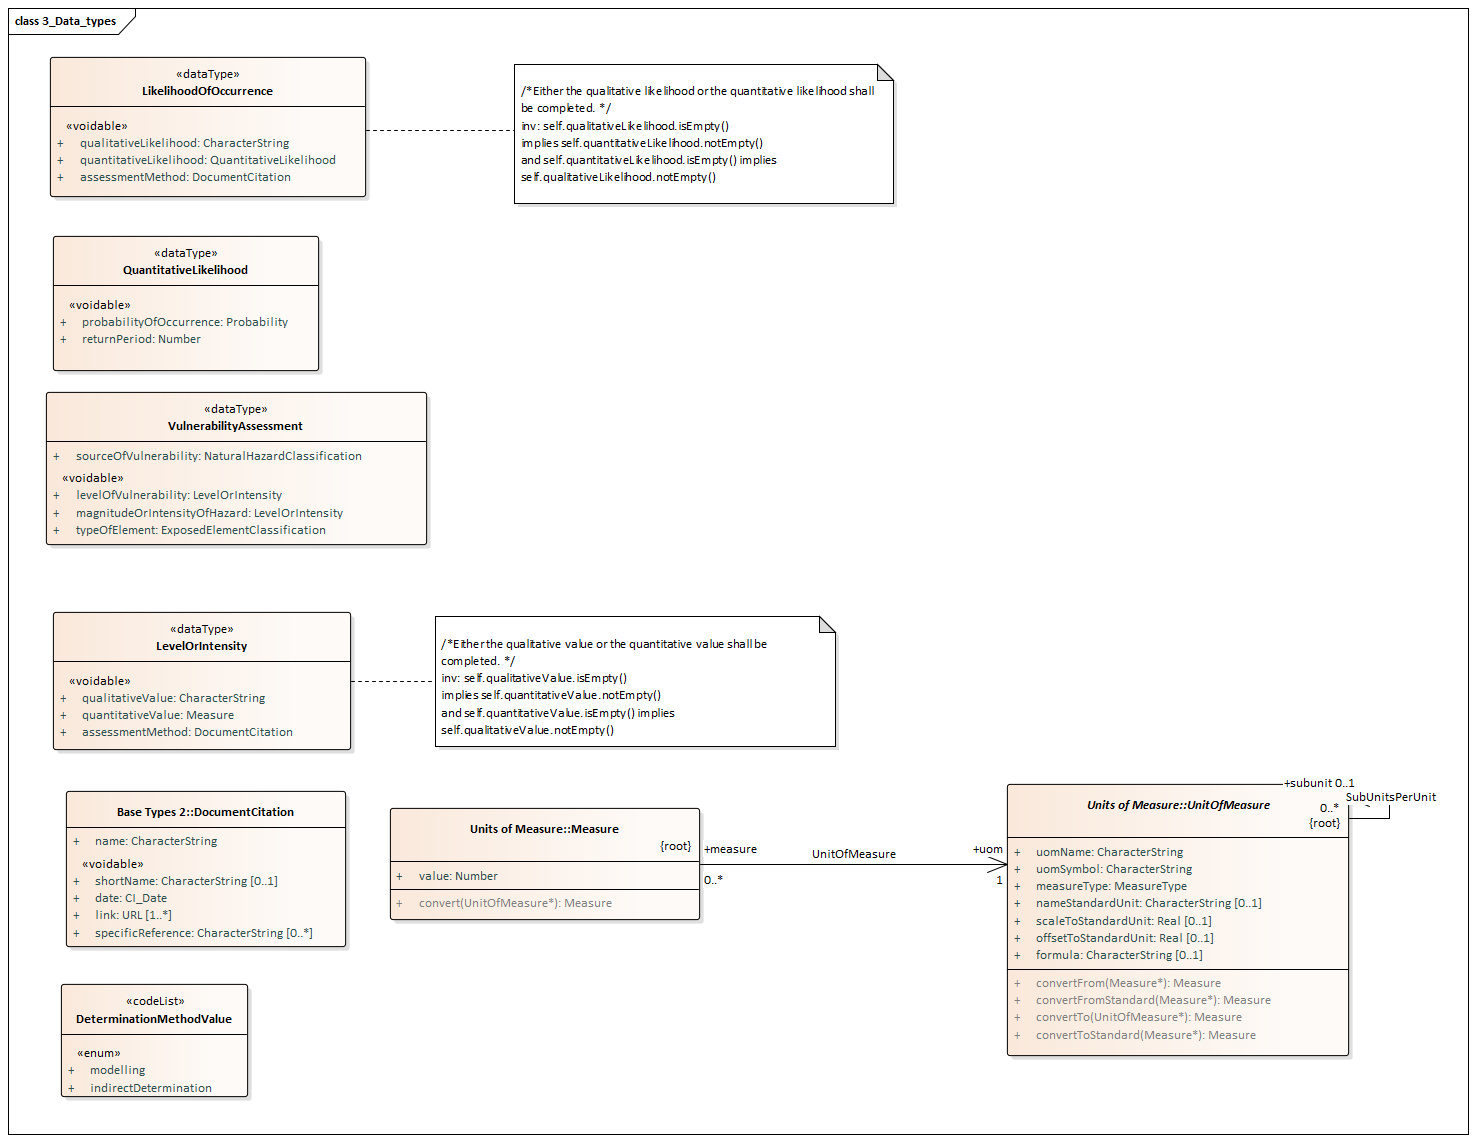 class 3_Data_types
«dataType»
LikelihoodOfOccurrence
«voidable»
+ qualitativeLikelihood: CharacterString
+ quantitativeLikelihood: QuantitativeLikelihood
+ assessmentMethod: DocumentCitation
/*Either the qualitative likelihood or the quantitative likelihood shall
be completed. */
inv: self.qualitativeLikelihood.isEmpty()
implies self.quantitativeLikelihood.notEmpty()
and self.quantitativeLikelihood.isEmpty() implies
self.qualitativeLikelihood.notEmpty()
«dataType»
QuantitativeLikelihood
«voidable»
+ probabilityOfOccurrence: Probability
+ returnPeriod: Number
«dataType»
VulnerabilityAssessment
+ sourceOfVulnerability: NaturalHazardClassification
«voidable»
+ levelOfVulnerability: LevelOrIntensity
+ magnitudeOrIntensityOfHazard: LevelOrIntensity
+ typeOfElement: ExposedElementClassification
«dataType»
LevelOrIntensity
«voidable»
+ qualitativeValue: CharacterString
+ quantitativeValue: Measure
+ assessmentMethod: DocumentCitation
/*Either the qualitative value or the quantitative value shall be
completed. */
inv: self.qualitativeValue.isEmpty()
implies self.quantitativeValue.notEmpty()
and self.quantitativeValue.isEmpty() implies
self.qualitativeValue.notEmpty()
Base Types 2::DocumentCitation
+ name: CharacterString
«voidable»
+ shortName: CharacterString [0..1]
+ date: CI_Date
+ link: URL [1..*]
+ specificReference: CharacterString [0..*]
Units of Measure::Measure
{root}
+ value: Number
+ convert(UnitOfMeasure*): Measure
+measure
0..*
UnitOfMeasure
+uom
1
+subunit 0..1
SubUnitsPerUnit
Units of Measure::UnitOfMeasure
0..*
{root}
+ uomName: CharacterString
+ uomSymbol: CharacterString
+ measureType: MeasureType
+ nameStandardUnit: CharacterString [0..1]
+ scaleToStandardUnit: Real [0..1]
+ offsetToStandardUnit: Real [0..1]
+ formula: CharacterString [0..1]
+ convertFrom(Measure*): Measure
+ convertFromStandard(Measure*): Measure
+ convertTo(UnitOfMeasure*): Measure
+ convertToStandard(Measure*): Measure
«codeList»
DeterminationMethodValue
«enum»
+ modelling
+ indirectDetermination